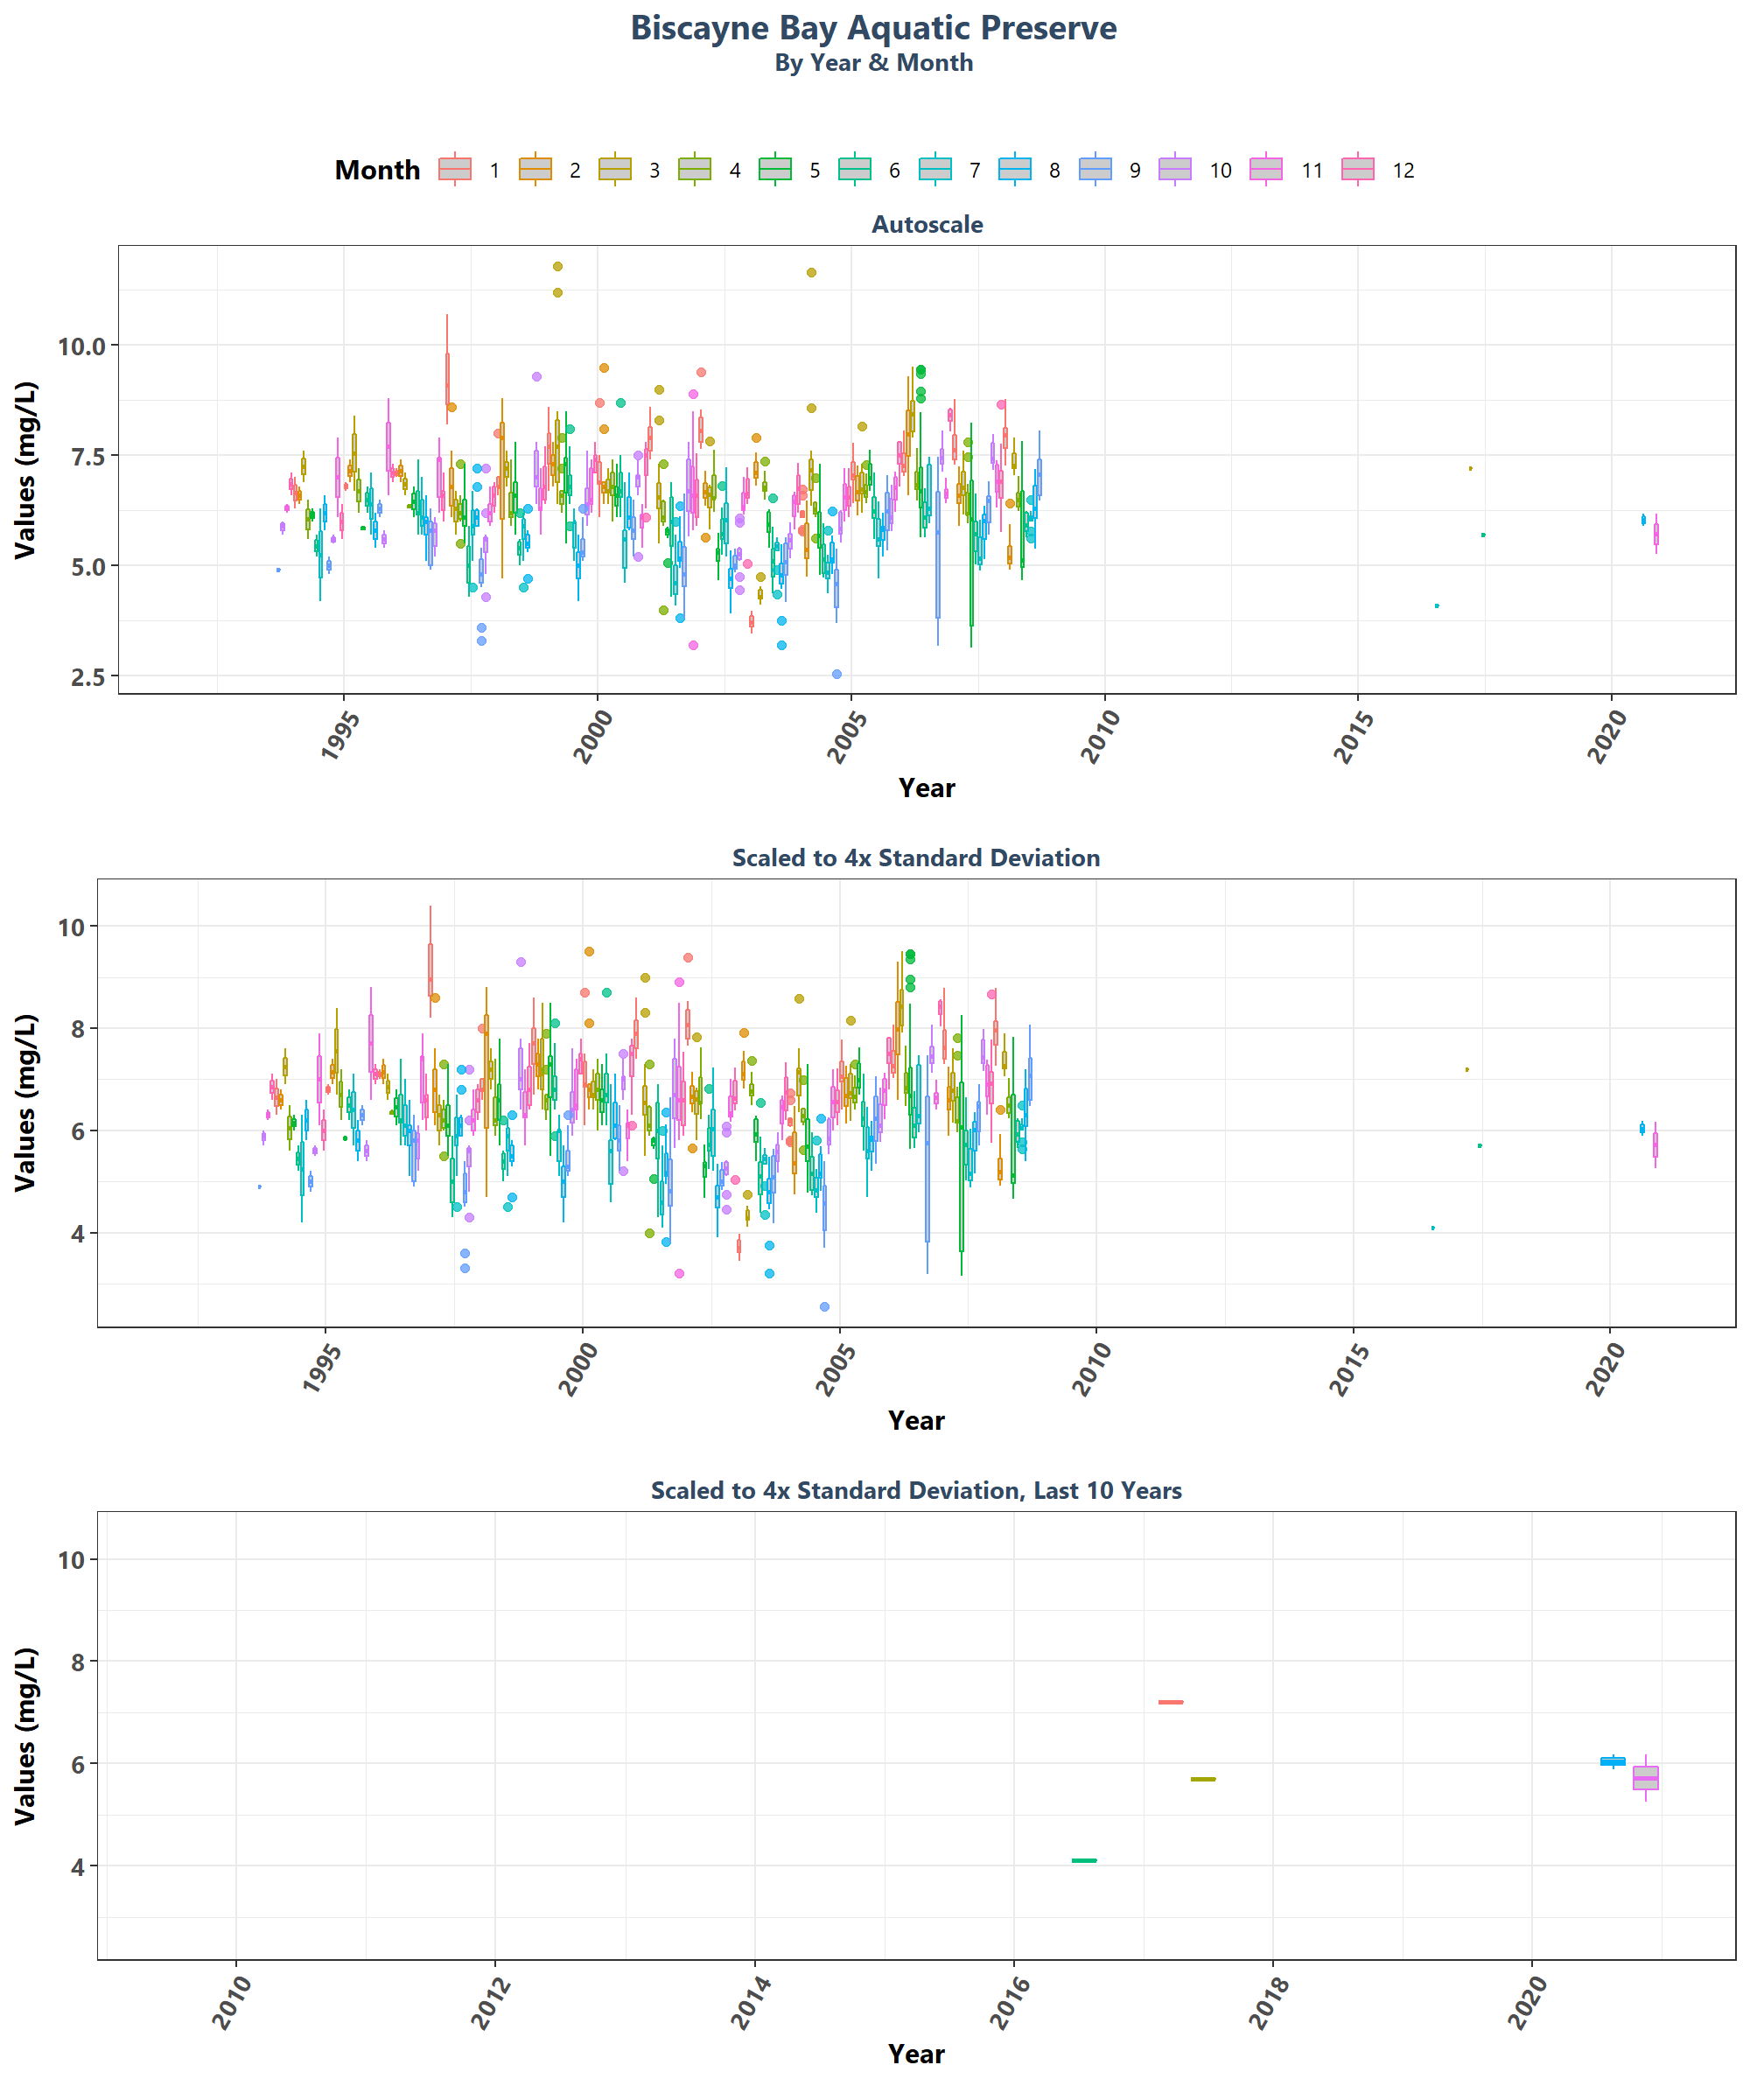 Biscayne Bay Aquatic Preserve
By Year & Month
Month 1 2 3 4 5 6 7 8 9 10 11 12
Autoscale
Values (mg/L)
10.0
7.5
5.0
2.5
1995 2000 2005 2010 2015 2020
Year
Scaled to 4x Standard Deviation
Values (mg/L)
10
8
6
4
1995 2000 2005 2010 2015 2020
Year
Scaled to 4x Standard Deviation, Last 10 Years
Values (mg/L)
10
8
6
4
2010 2012 2014 2016 2018 2020
Year